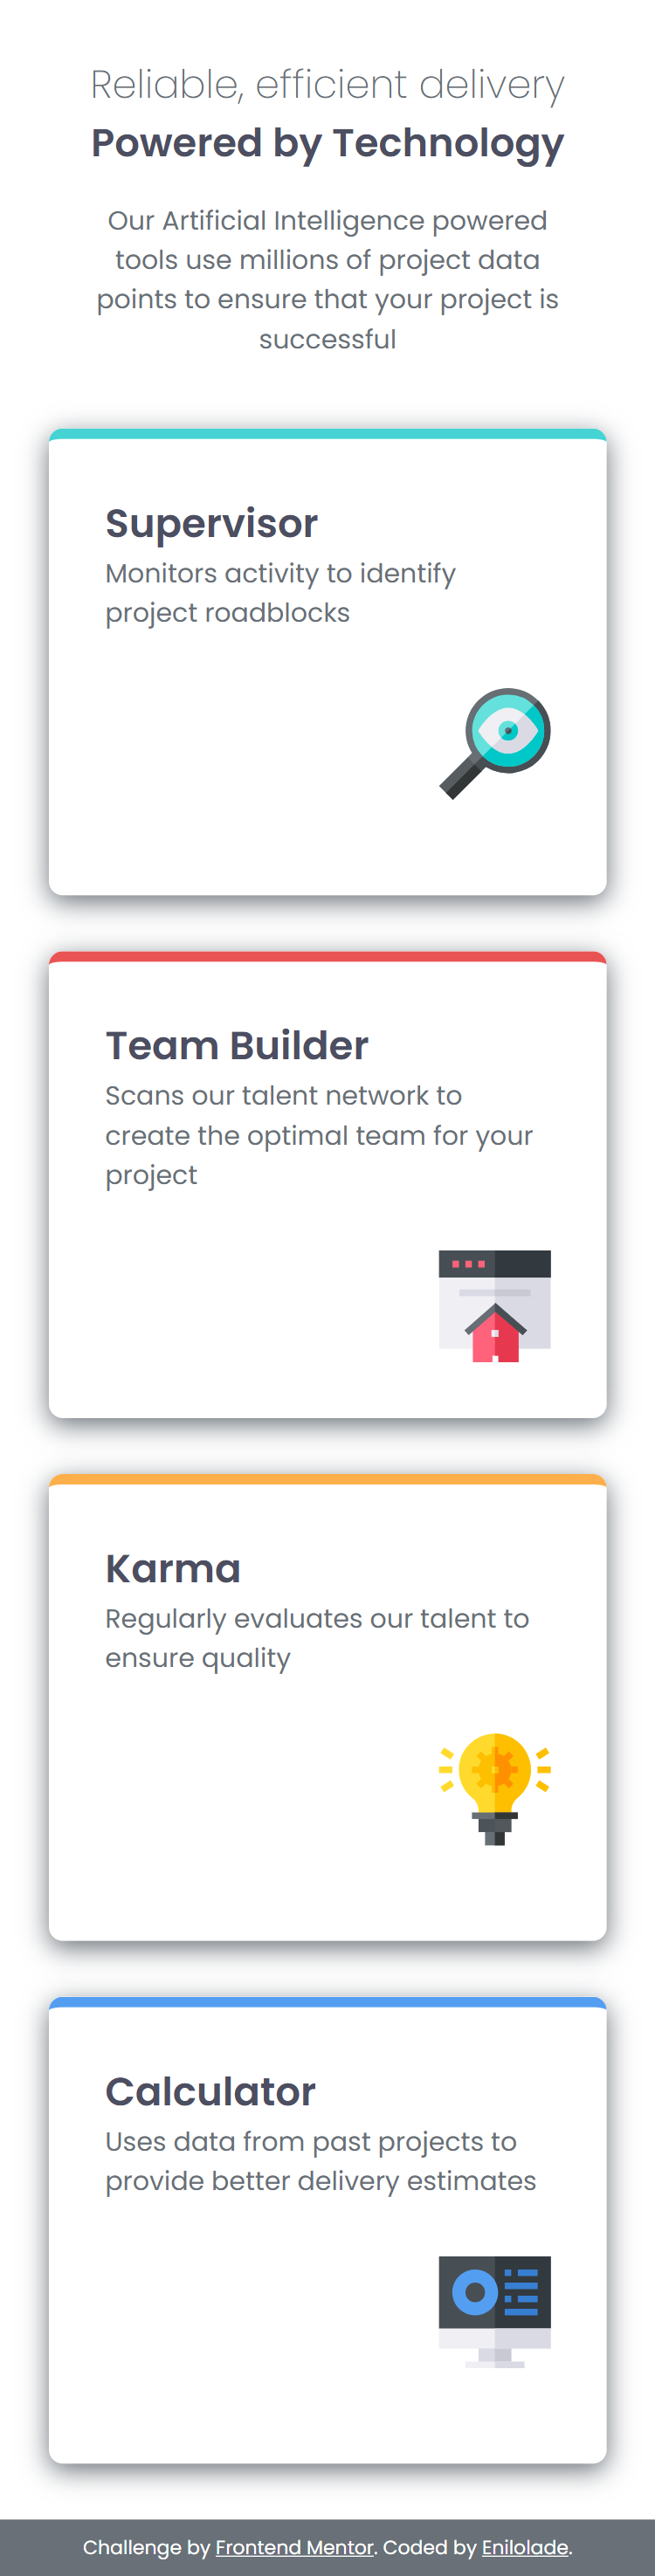 Reliable, efficient delivery
Powered by Technology
Our Artificial Intelligence powered
tools use millions of project data
points to ensure that your project is
successful
Supervisor
Monitors activity to identify
project roadblocks
Team Builder
Scans our talent network to
create the optimal team for your
project
Karma
Regularly evaluates our talent to
ensure quality
Calculator
Uses data from past projects to
provide better delivery estimates
Challenge by Frontend Mentor. Coded by Enilolade.